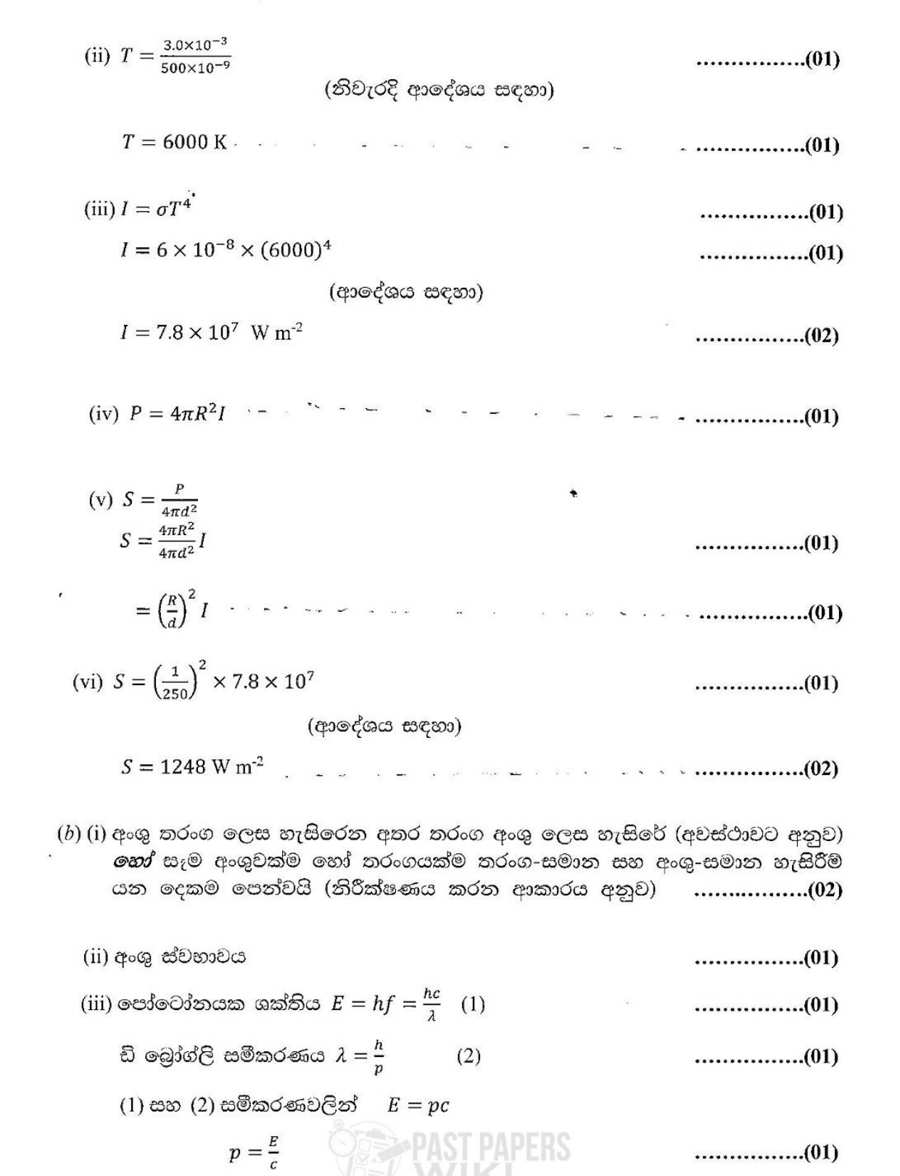 (ii) T = 3.0×10⁻³ / 500×10⁻⁹ .................(01)
(නිවැරදි ආදේශය සඳහා)
T = 6000 K .................(01)
(iii) I = σT⁴ .................(01)
I = 6 × 10⁻⁸ × (6000)⁴ .................(01)
(ආදේශය සඳහා)
I = 7.8 × 10⁷ W m⁻² .................(02)
(iv) P = 4πR²I .................(01)
(v) S = P / 4πd²
S = 4πR² / 4πd² I .................(01)
= (R/d)² I .................(01)
(vi) S = (1/250)² × 7.8 × 10⁷ .................(01)
(ආදේශය සඳහා)
S = 1248 W m⁻² .................(02)
(b) (i) අංශු තරංග ලෙස හැසිරෙන අතර තරංග අංශු ලෙස හැසිරේ (අවස්ථාවට අනුව)
හෝ සෑම අංශුවක්ම හෝ තරංගයක්ම තරංග-සමාන සහ අංශු-සමාන හැසිරීම්
යන දෙකම පෙන්වයි (නිරීක්ෂණය කරන ආකාරය අනුව) .................(02)
(ii) අංශු ස්වභාවය .................(01)
(iii) පෝටෝනයක ශක්තිය E = hf = hc/λ (1) .................(01)
ඩි බ්‍රෝග්ලි සමීකරණය λ = h/p (2) .................(01)
(1) සහ (2) සමීකරණවලින් E = pc
p = E/c .................(01)
PAST PAPERS
WIKI